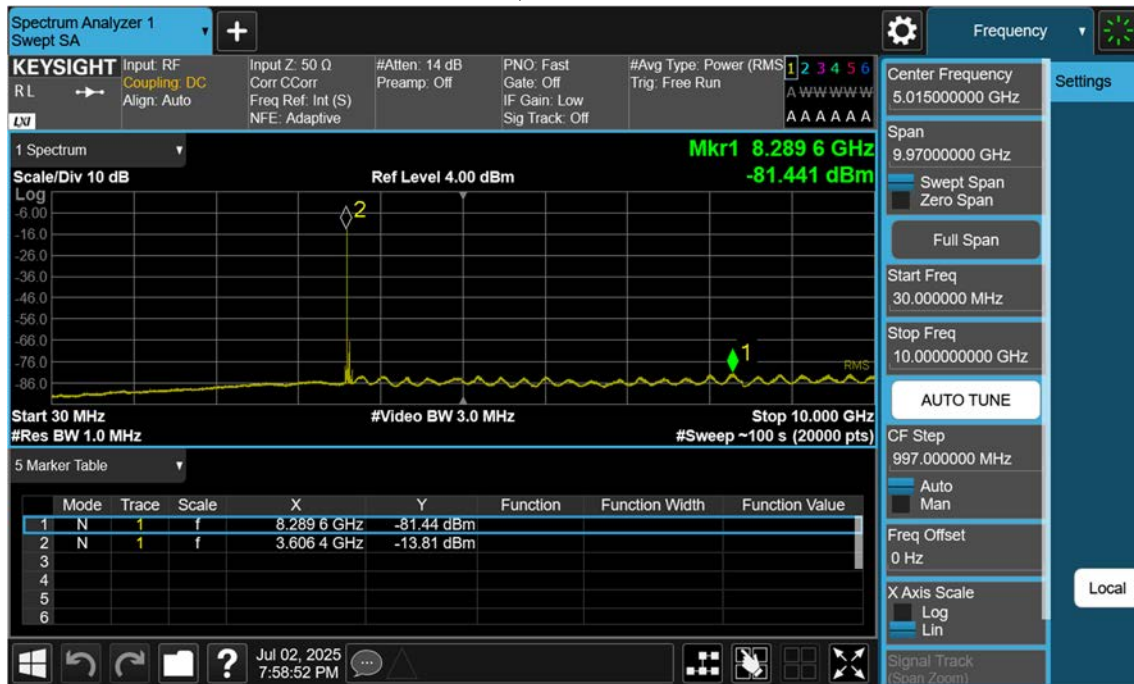 Spectrum Analyzer 1
Swept SA
+
Frequency
KEYSIGHT
RL
LXI
Input: RF
Coupling: DC
Align: Auto
Input Z: 50 Ω
Corr CCorr
Freq Ref: Int (S)
NFE: Adaptive
#Atten: 14 dB
Preamp: Off
PNO: Fast
Gate: Off
IF Gain: Low
Sig Track: Off
#Avg Type: Power (RMS
Trig: Free Run
1 2 3 4 5 6
A W W W W W
A A A A A A
1 Spectrum
Scale/Div 10 dB
Ref Level 4.00 dBm
Mkr1 8.289 6 GHz
-81.441 dBm
Log
-6.00
-16.0
-26.0
-36.0
-46.0
-56.0
-66.0
-76.0
-86.0
2
1
RMS
Start 30 MHz
#Video BW 3.0 MHz
Stop 10.000 GHz
#Res BW 1.0 MHz
#Sweep ~100 s (20000 pts)
5 Marker Table
Mode Trace Scale X Y Function Function Width Function Value
1 N 1 f 8.289 6 GHz -81.44 dBm
2 N 1 f 3.606 4 GHz -13.81 dBm
3
4
5
6
Center Frequency
5.015000000 GHz
Span
9.97000000 GHz
Swept Span
Zero Span
Full Span
Start Freq
30.000000 MHz
Stop Freq
10.000000000 GHz
AUTO TUNE
CF Step
997.000000 MHz
Auto
Man
Freq Offset
0 Hz
X Axis Scale
Log
Lin
Signal Track
(Span Zoom)
Settings
Local
?
Jul 02, 2025
7:58:52 PM